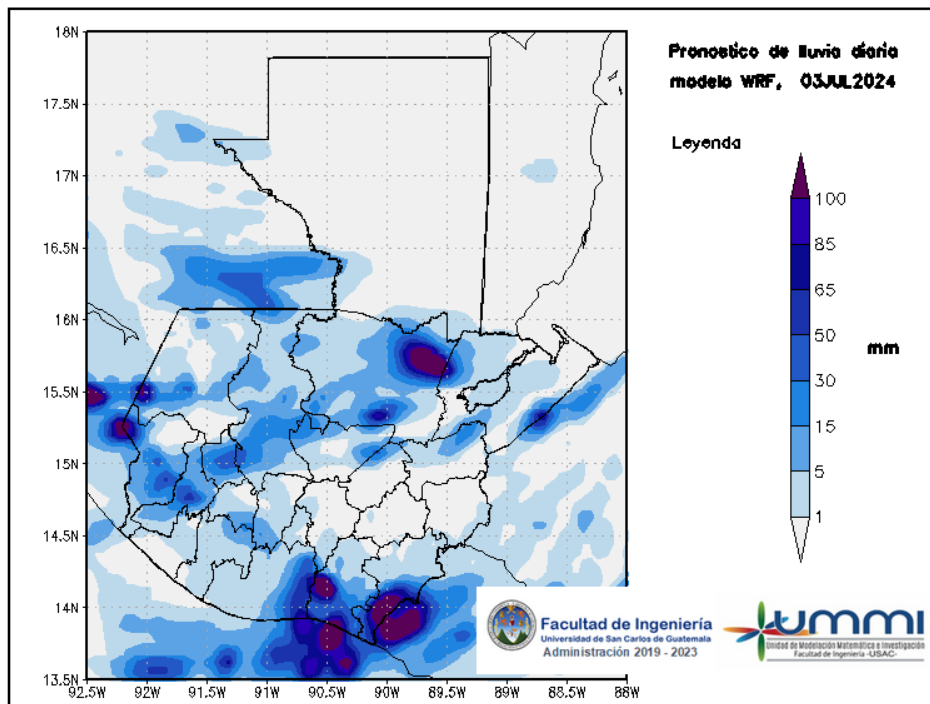 18N
17.5N
17N
16.5N
16N
15.5N
15N
14.5N
14N
13.5N
92.5W
92W
91.5W
91W
90.5W
90W
89.5W
89W
88.5W
88W
Pronostico de lluvia diaria
modelo WRF, 03JUL2024
Leyenda
100
85
65
50
30
15
5
1
mm
Facultad de Ingeniería
Universidad de San Carlos de Guatemala
Administración 2019 - 2023
UMMI
Unidad de Modelación Matemática e Investigación
Facultad de Ingeniería -USAC-